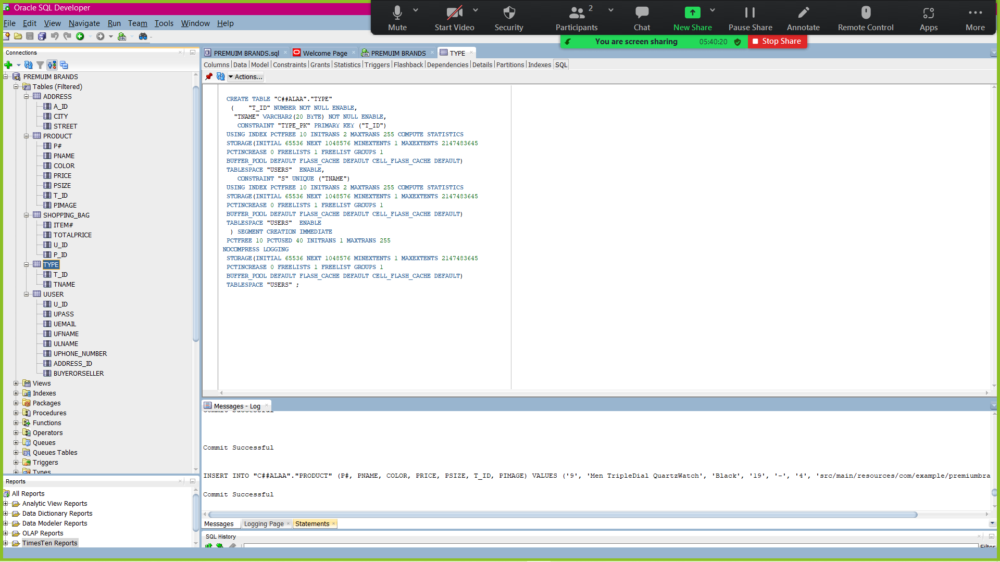 Oracle SQL Developer
File Edit View Navigate Run Team Tools Window Help
Mute
Start Video
Security
Participants
2
Chat
New Share
Pause Share
Annotate
Remote Control
Apps
More
You are screen sharing
05:40:20
Stop Share
Connections
PREMUIM BRANDS
Tables (Filtered)
ADDRESS
A_ID
CITY
STREET
PRODUCT
P#
PNAME
COLOR
PRICE
PSIZE
T_ID
PIMAGE
SHOPPING_BAG
ITEM#
TOTALPRICE
U_ID
P_ID
TYPE
T_ID
TNAME
UUSER
U_ID
UPASS
UEMAIL
UFNAME
ULNAME
UPHONE_NUMBER
ADDRESS_ID
BUYERORSELLER
Views
Indexes
Packages
Procedures
Functions
Operators
Queues
Queues Tables
Triggers
Types
Reports
All Reports
Analytic View Reports
Data Dictionary Reports
Data Modeler Reports
OLAP Reports
TimesTen Reports
PREMUIM BRANDS.sql
Welcome Page
PREMUIM BRANDS
TYPE
Columns Data Model Constraints Grants Statistics Triggers Flashback Dependencies Details Partitions Indexes SQL
Actions...
CREATE TABLE "C##ALAA"."TYPE"
( "T_ID" NUMBER NOT NULL ENABLE,
"TNAME" VARCHAR2(20 BYTE) NOT NULL ENABLE,
CONSTRAINT "TYPE_PK" PRIMARY KEY ("T_ID")
USING INDEX PCTFREE 10 INITRANS 2 MAXTRANS 255 COMPUTE STATISTICS
STORAGE(INITIAL 65536 NEXT 1048576 MINEXTENTS 1 MAXEXTENTS 2147483645
PCTINCREASE 0 FREELISTS 1 FREELIST GROUPS 1
BUFFER_POOL DEFAULT FLASH_CACHE DEFAULT CELL_FLASH_CACHE DEFAULT)
TABLESPACE "USERS" ENABLE,
CONSTRAINT "S" UNIQUE ("TNAME")
USING INDEX PCTFREE 10 INITRANS 2 MAXTRANS 255 COMPUTE STATISTICS
STORAGE(INITIAL 65536 NEXT 1048576 MINEXTENTS 1 MAXEXTENTS 2147483645
PCTINCREASE 0 FREELISTS 1 FREELIST GROUPS 1
BUFFER_POOL DEFAULT FLASH_CACHE DEFAULT CELL_FLASH_CACHE DEFAULT)
TABLESPACE "USERS" ENABLE
) SEGMENT CREATION IMMEDIATE
PCTFREE 10 PCTUSED 40 INITRANS 1 MAXTRANS 255
NOCOMPRESS LOGGING
STORAGE(INITIAL 65536 NEXT 1048576 MINEXTENTS 1 MAXEXTENTS 2147483645
PCTINCREASE 0 FREELISTS 1 FREELIST GROUPS 1
BUFFER_POOL DEFAULT FLASH_CACHE DEFAULT CELL_FLASH_CACHE DEFAULT)
TABLESPACE "USERS" ;
Messages - Log
Commit Successful
Commit Successful
INSERT INTO "C##ALAA"."PRODUCT" (P#, PNAME, COLOR, PRICE, PSIZE, T_ID, PIMAGE) VALUES ('9', 'Men TripleDial QuartzWatch', 'Black', '19', '-', '4', 'src/main/resources/com/example/premiumbra
Commit Successful
Messages
Logging Page
Statements
SQL History
Filter